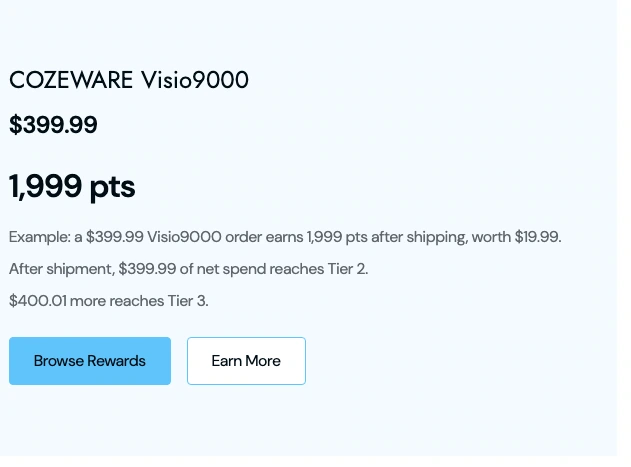 COZEWARE Visio9000
$399.99
1,999 pts
Example: a $399.99 Visio9000 order earns 1,999 pts after shipping, worth $19.99.
After shipment, $399.99 of net spend reaches Tier 2.
$400.01 more reaches Tier 3.
Browse Rewards
Earn More